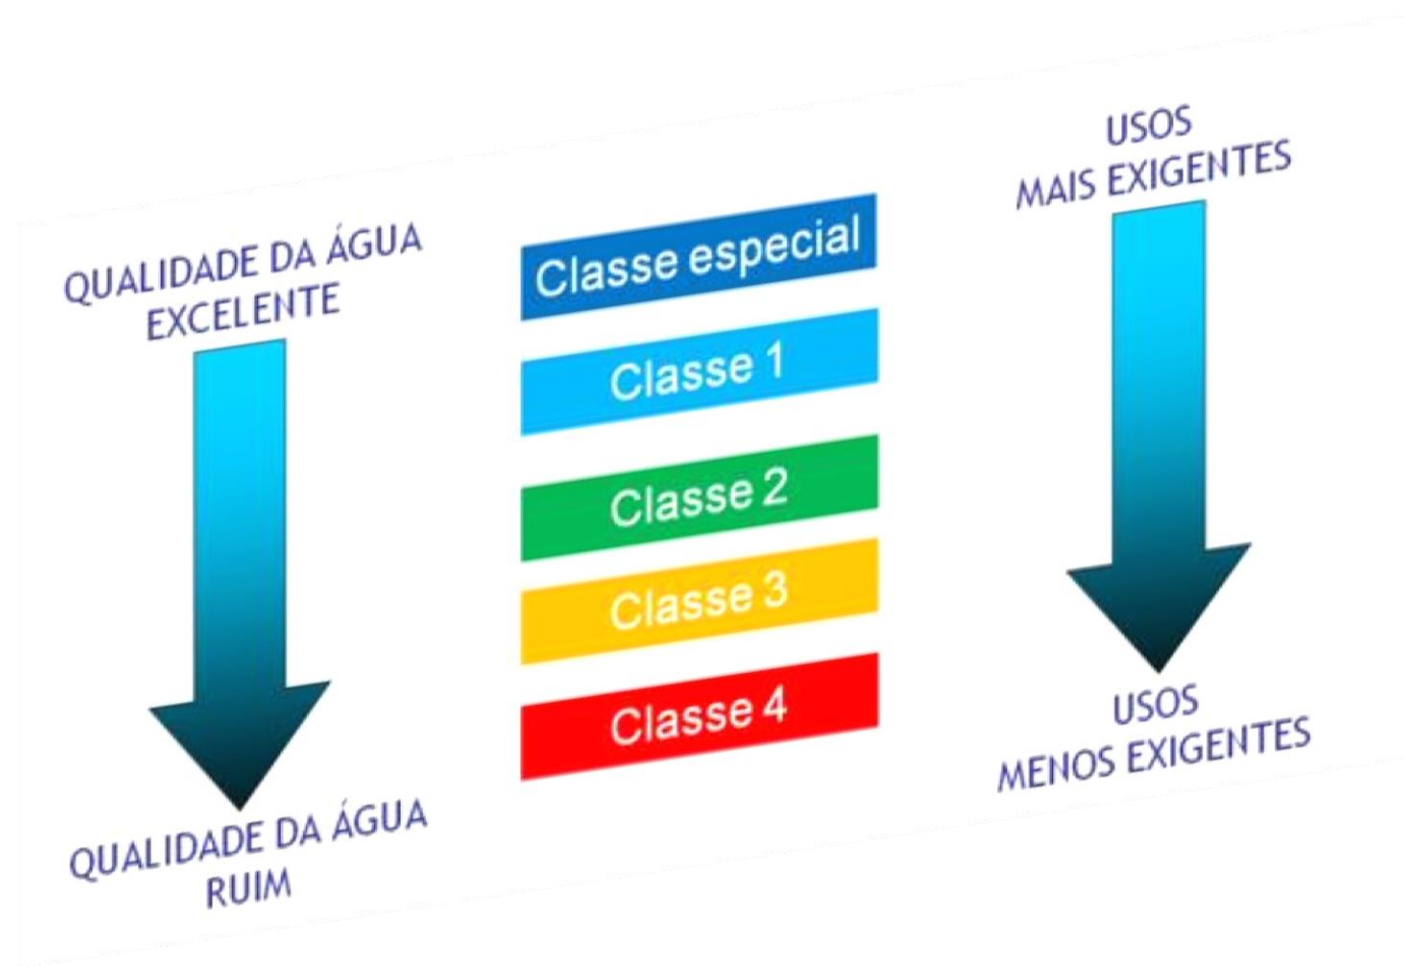 QUALIDADE DA ÁGUA
EXCELENTE
QUALIDADE DA ÁGUA
RUIM
Classe especial
Classe 1
Classe 2
Classe 3
Classe 4
USOS
MAIS EXIGENTES
USOS
MENOS EXIGENTES